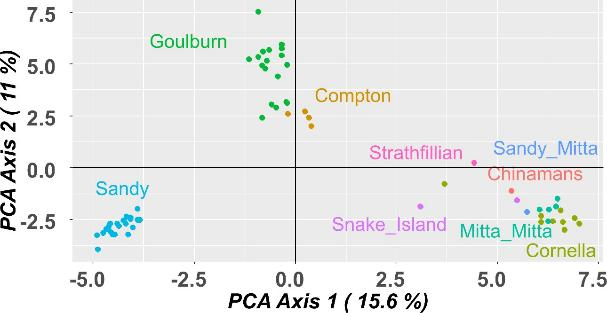 7.5
Goulburn
5.0
Compton
2.5
Strathfillian
Sandy_Mitta
0.0
Chinamans
Sandy
-2.5
Snake_Island
Mitta_Mitta
Cornella
PCA Axis 2 ( 11 %)
-5.0 -2.5 0.0 2.5 5.0 7.5
PCA Axis 1 ( 15.6 %)